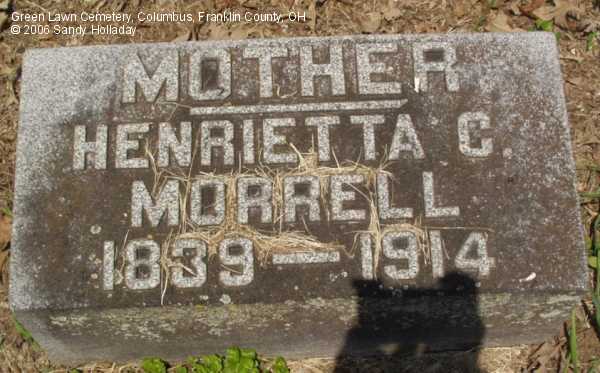 Green Lawn Cemetery, Columbus, Franklin County, OH
© 2006 Sandy Holladay
MOTHER
HENRIETTA C.
MORRELL
1839 — 1914